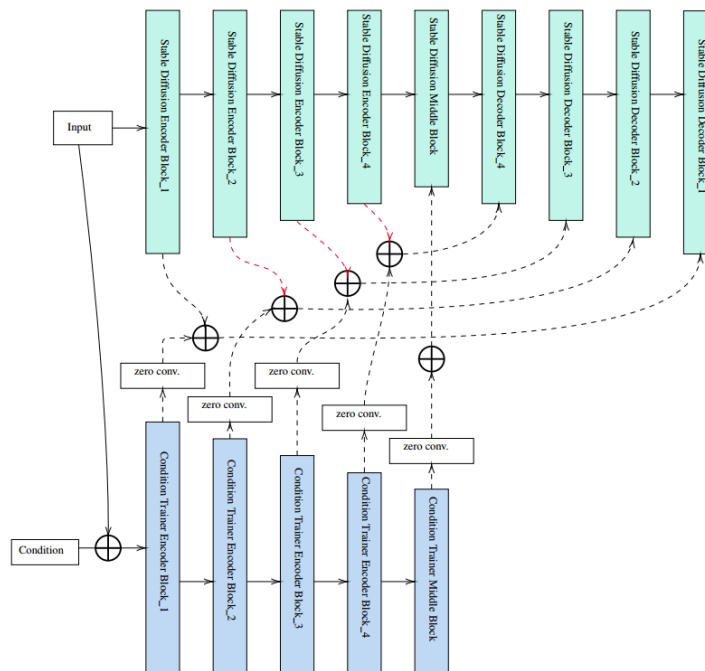 Stable Diffusion Encoder Block_1
Stable Diffusion Encoder Block_2
Stable Diffusion Encoder Block_3
Stable Diffusion Encoder Block_4
Stable Diffusion Middle Block
Stable Diffusion Decoder Block_4
Stable Diffusion Decoder Block_3
Stable Diffusion Decoder Block_2
Stable Diffusion Decoder Block_1
Input
zero conv.
zero conv.
zero conv.
zero conv.
zero conv.
Condition
Condition Trainer Encoder Block_1
Condition Trainer Encoder Block_2
Condition Trainer Encoder Block_3
Condition Trainer Encoder Block_4
Condition Trainer Middle Block